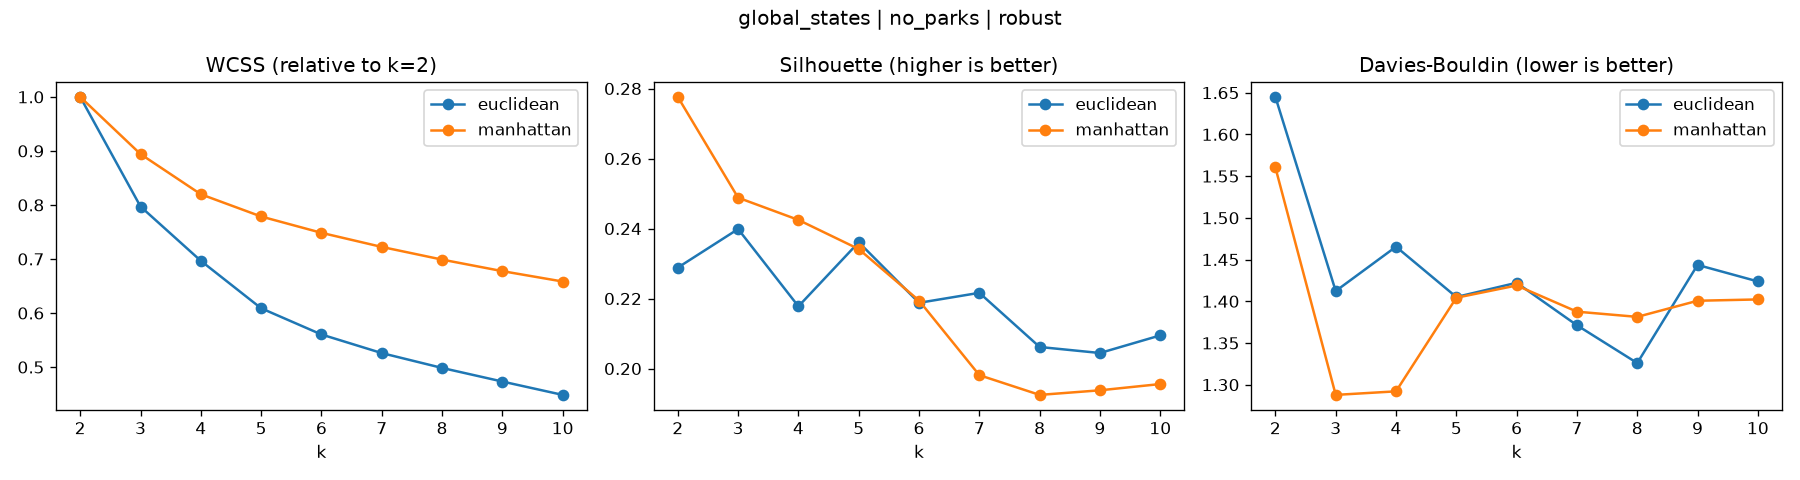 global_states | no_parks | robust
WCSS (relative to k=2)
1.0
0.9
0.8
0.7
0.6
0.5
2 3 4 5 6 7 8 9 10
k
euclidean
manhattan
Silhouette (higher is better)
0.28
0.26
0.24
0.22
0.20
2 3 4 5 6 7 8 9 10
k
euclidean
manhattan
Davies-Bouldin (lower is better)
1.65
1.60
1.55
1.50
1.45
1.40
1.35
1.30
2 3 4 5 6 7 8 9 10
k
euclidean
manhattan